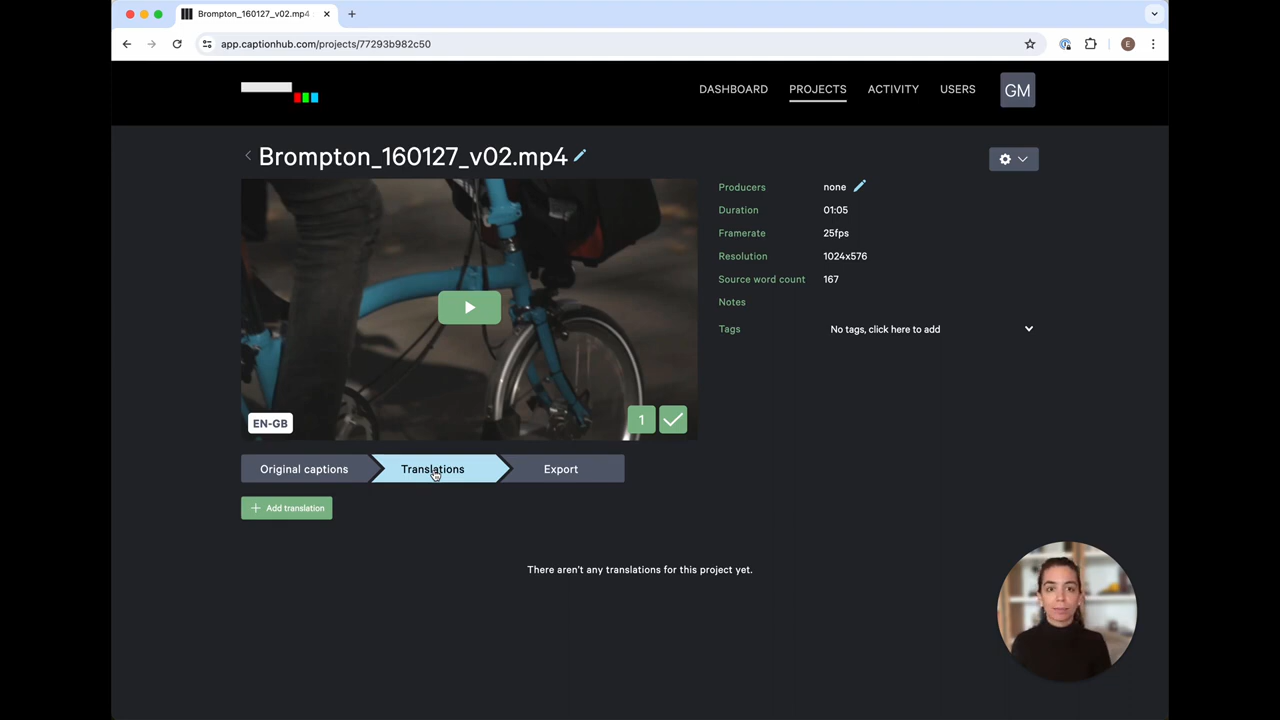 Brompton_160127_v02.mp4
app.captionhub.com/projects/77293b982c50
E
DASHBOARD
PROJECTS
ACTIVITY
USERS
GM
Brompton_160127_v02.mp4
Producers none
Duration 01:05
Framerate 25fps
Resolution 1024x576
Source word count 167
Notes
Tags No tags, click here to add
EN-GB
1
Original captions
Translations
Export
+ Add translation
There aren't any translations for this project yet.